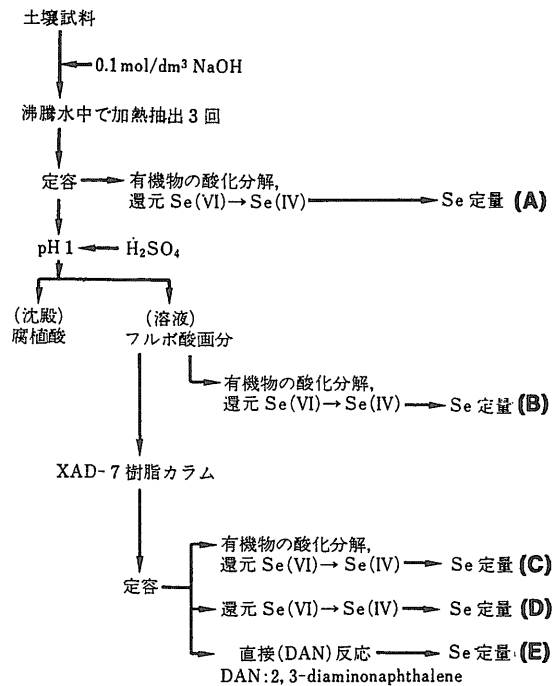 土壌試料
0.1mol/dm³ NaOH
沸騰水中で加熱抽出3回
定容
有機物の酸化分解,
還元 Se(VI)→Se(IV)
Se 定量 (A)
pH 1
H₂SO₄
(沈殿)
腐植酸
(溶液)
フルボ酸画分
有機物の酸化分解,
還元 Se(VI)→Se(IV)
Se 定量 (B)
XAD-7 樹脂カラム
定容
有機物の酸化分解,
還元 Se(VI)→Se(IV)
Se 定量 (C)
還元 Se(VI)→Se(IV)
Se 定量 (D)
直接(DAN)反応
Se 定量 (E)
DAN:2, 3-diaminonaphthalene